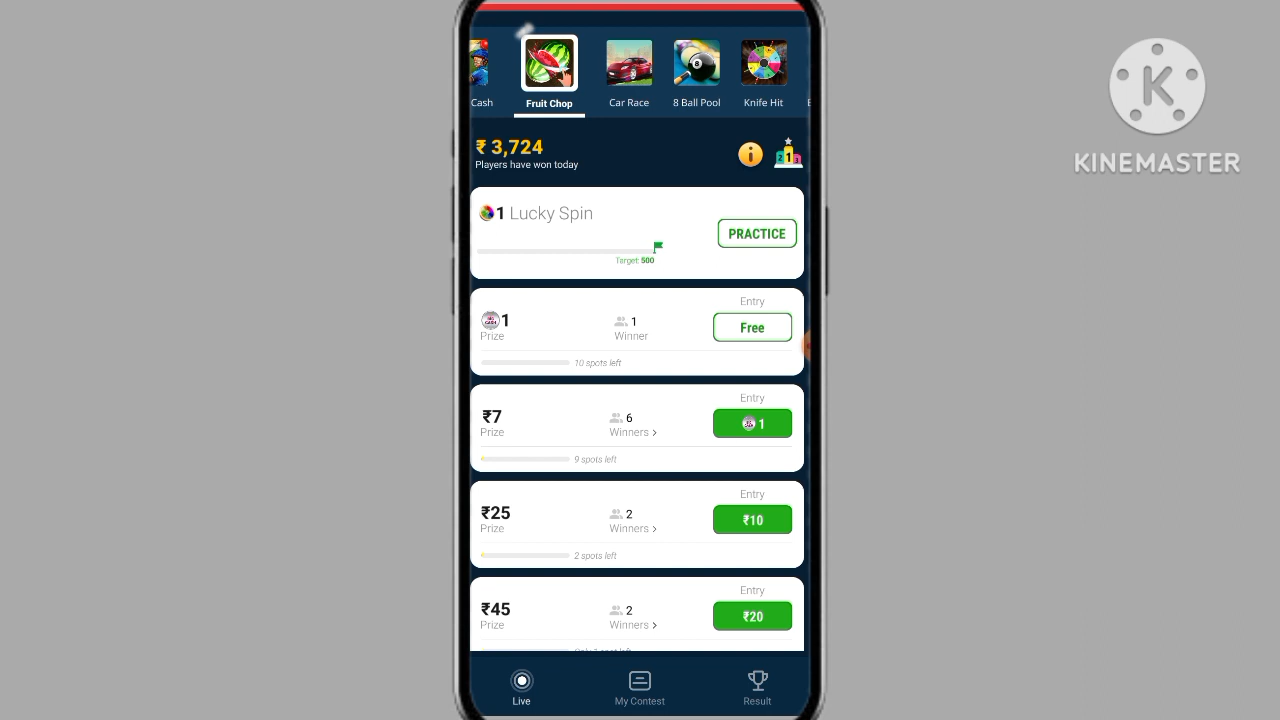 Cash
Fruit Chop
Car Race
8 Ball Pool
Knife Hit
₹ 3,724
Players have won today
1 Lucky Spin
PRACTICE
Target: 500
Entry
1
1
Free
Prize
Winner
10 spots left
Entry
₹7
6
1
Prize
Winners >
9 spots left
Entry
₹25
2
₹10
Prize
Winners >
2 spots left
Entry
₹45
2
₹20
Prize
Winners >
Live
My Contest
Result
K
KINEMASTER